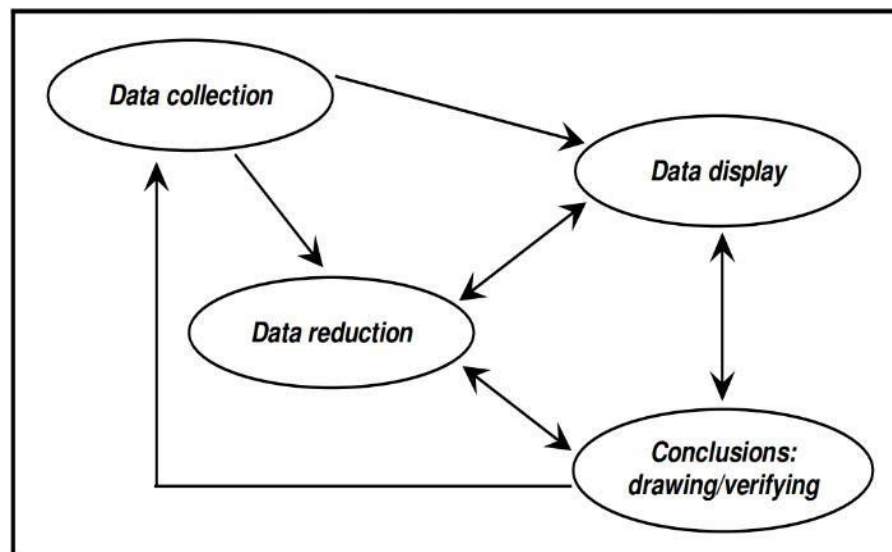 Data collection
Data display
Data reduction
Conclusions:
drawing/verifying